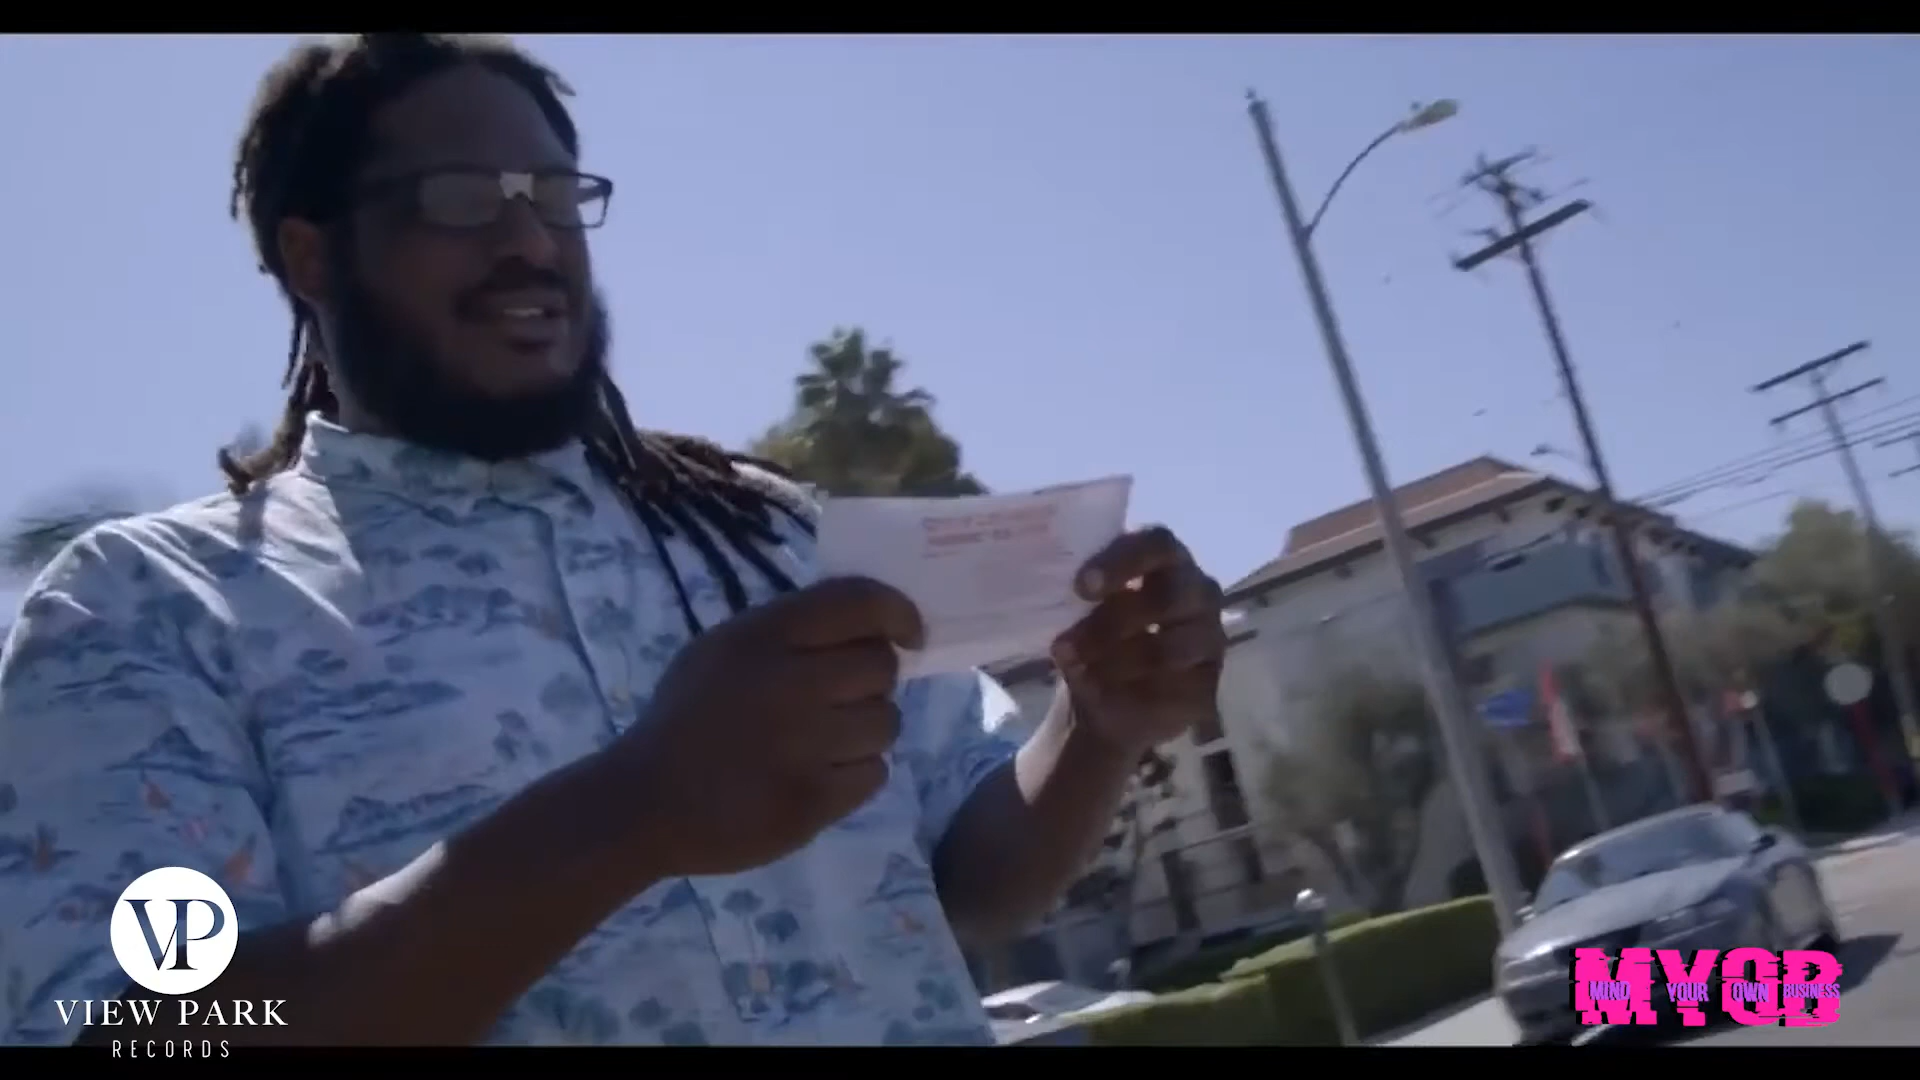 VP
VIEW PARK
RECORDS
MYOB
MIND YOUR OWN BUSINESS